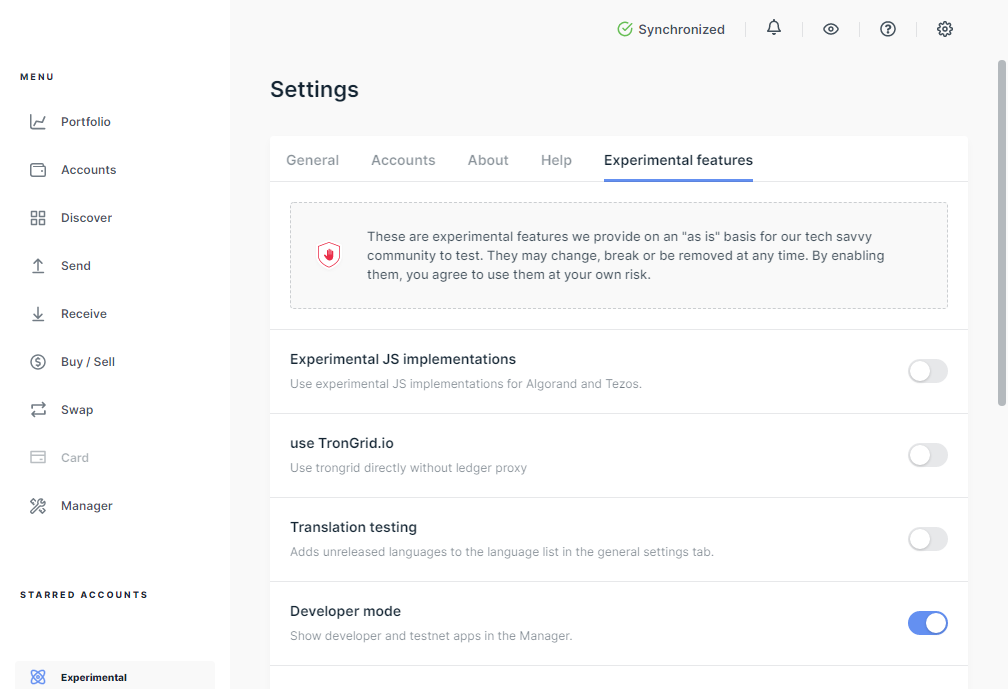 Synchronized
MENU
Portfolio
Accounts
Discover
Send
Receive
Buy / Sell
Swap
Card
Manager
STARRED ACCOUNTS
Experimental
Settings
General Accounts About Help Experimental features
These are experimental features we provide on an "as is" basis for our tech savvy
community to test. They may change, break or be removed at any time. By enabling
them, you agree to use them at your own risk.
Experimental JS implementations
Use experimental JS implementations for Algorand and Tezos.
use TronGrid.io
Use trongrid directly without ledger proxy
Translation testing
Adds unreleased languages to the language list in the general settings tab.
Developer mode
Show developer and testnet apps in the Manager.